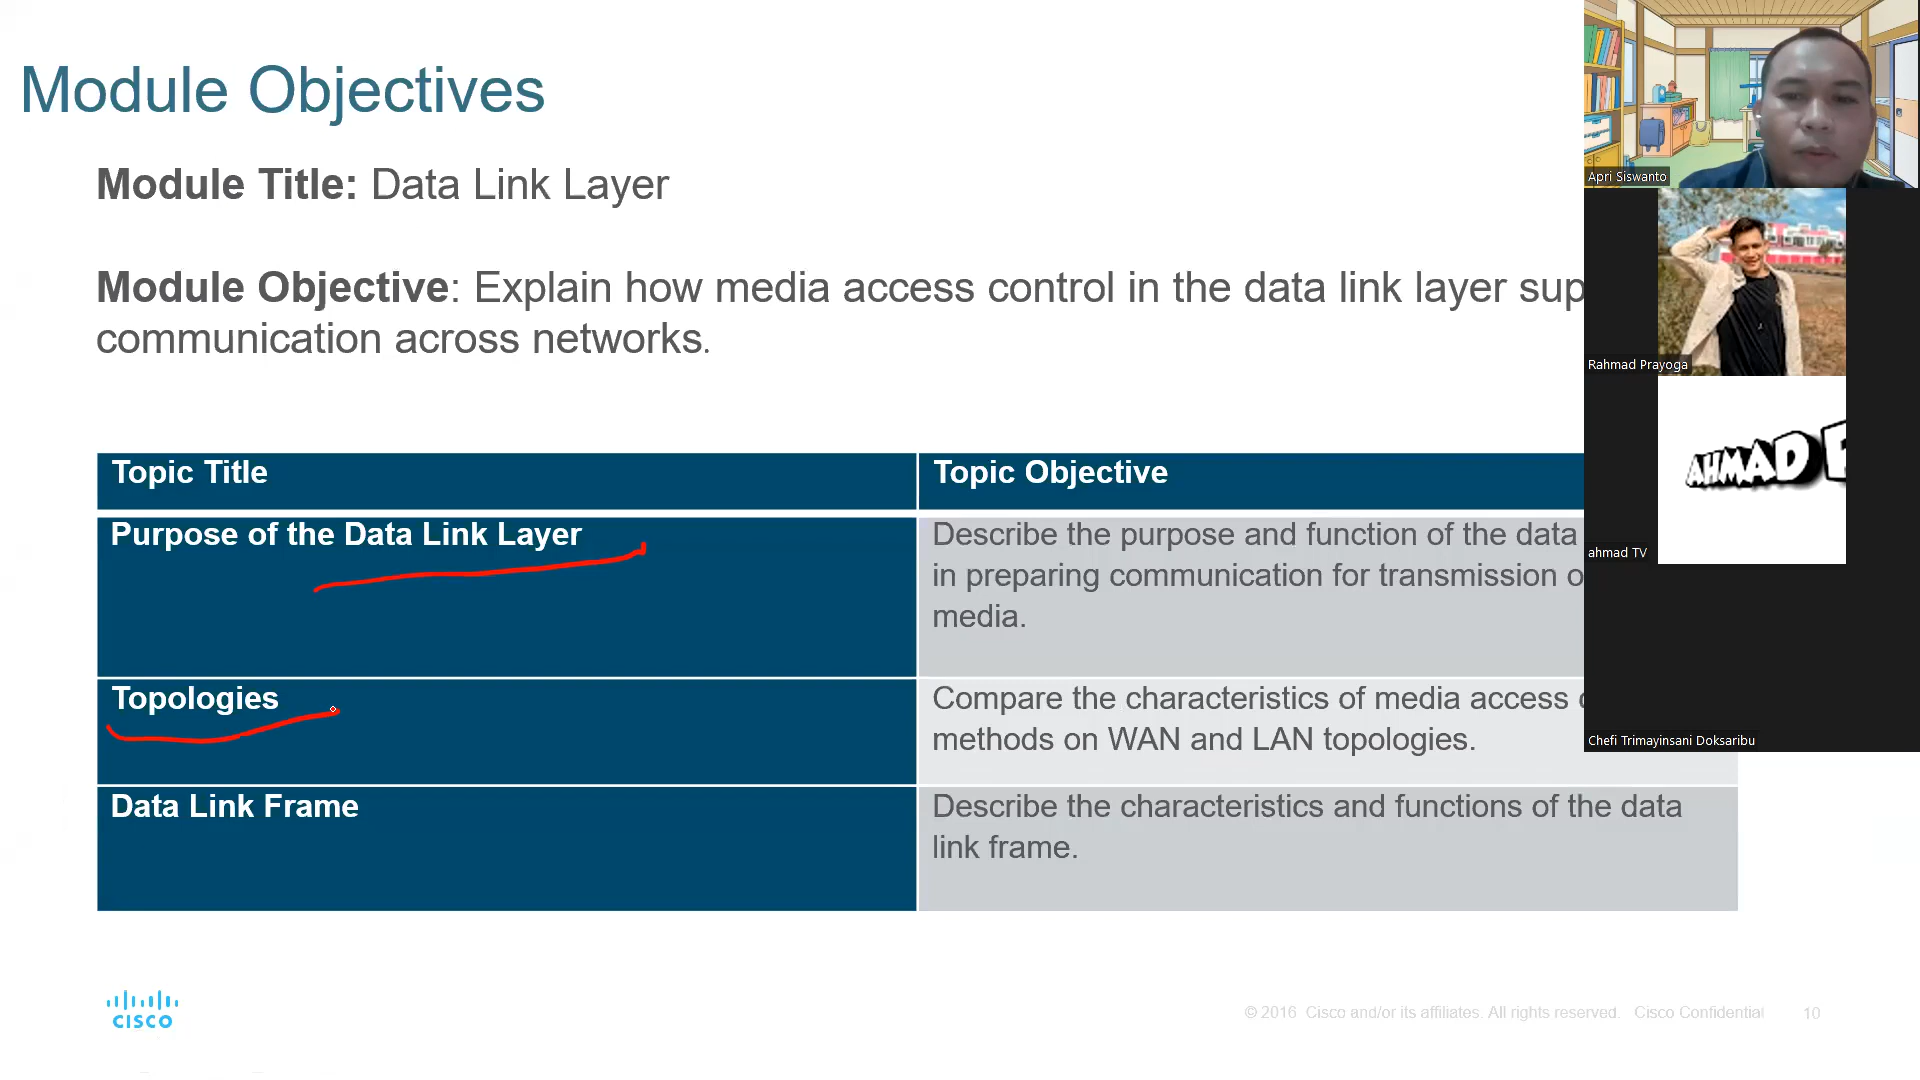 Module Objectives
Module Title: Data Link Layer
Module Objective: Explain how media access control in the data link layer sup
communication across networks.
Topic Title
Topic Objective
Purpose of the Data Link Layer
Describe the purpose and function of the data
in preparing communication for transmission o
media.
Topologies
Compare the characteristics of media access
methods on WAN and LAN topologies.
Data Link Frame
Describe the characteristics and functions of the data
link frame.
CISCO
© 2016 Cisco and/or its affiliates. All rights reserved. Cisco Confidential
10
Apri Siswanto
Rahmad Prayoga
AHMAD
ahmad TV
Chefi Trimayinsani Doksaribu